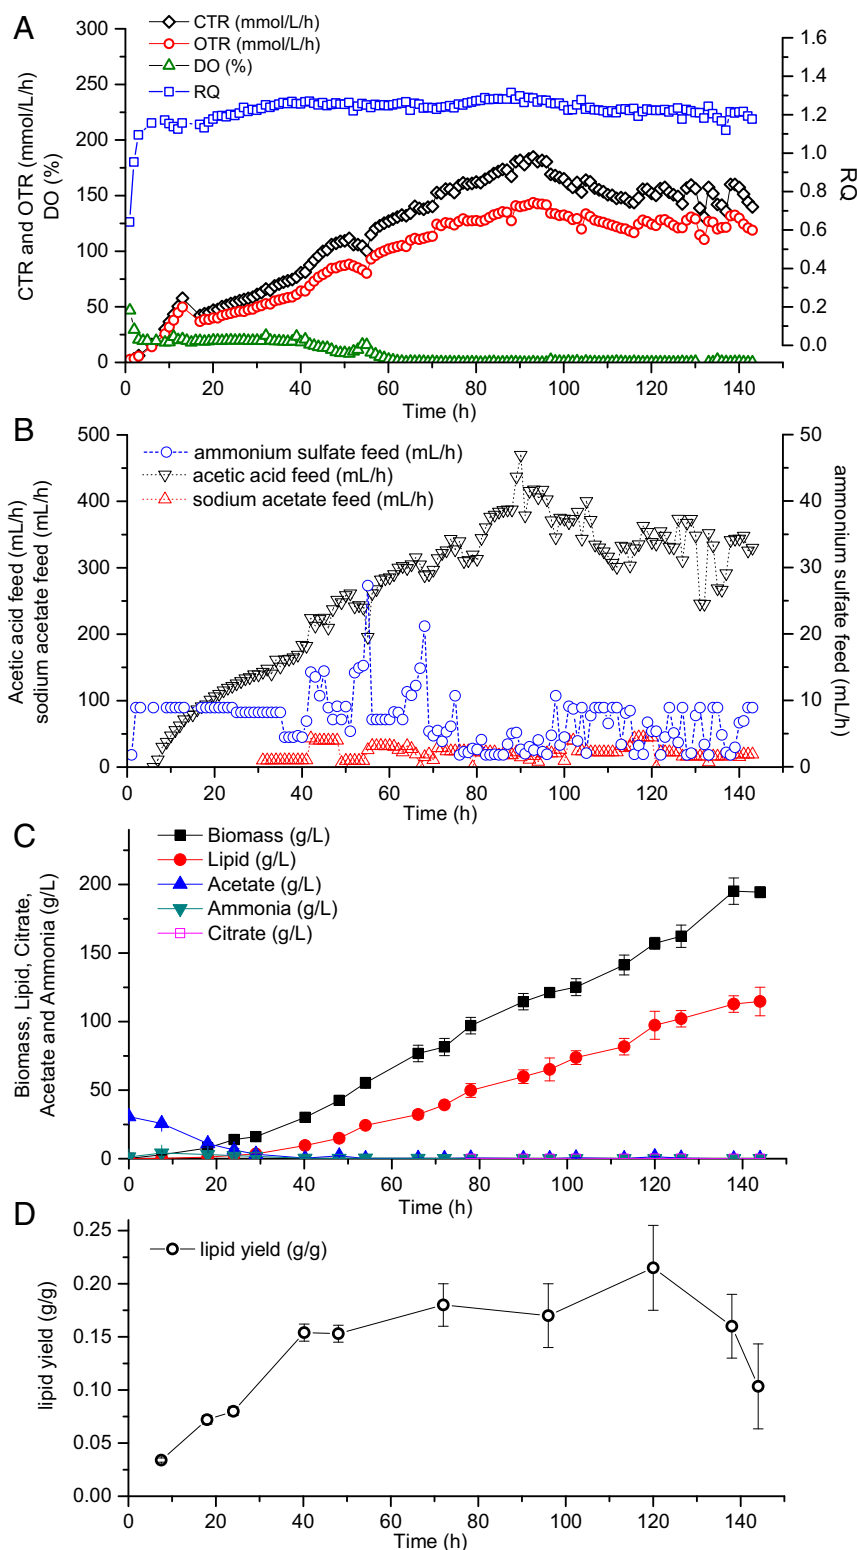 A
CTR (mmol/L/h)
OTR (mmol/L/h)
DO (%)
RQ
CTR and OTR (mmol/L/h)
DO (%)
300
250
200
150
100
50
0
1.6
1.4
1.2
1.0
0.8
0.6
0.4
0.2
0.0
RQ
0 20 40 60 80 100 120 140
Time (h)
B
ammonium sulfate feed (mL/h)
acetic acid feed (mL/h)
sodium acetate feed (mL/h)
Acetic acid feed (mL/h)
sodium acetate feed (mL/h)
500
400
300
200
100
0
50
40
30
20
10
0
ammonium sulfate feed (mL/h)
0 20 40 60 80 100 120 140
Time (h)
C
Biomass (g/L)
Lipid (g/L)
Acetate (g/L)
Ammonia (g/L)
Citrate (g/L)
Biomass, Lipid, Citrate,
Acetate and Ammonia (g/L)
200
150
100
50
0
0 20 40 60 80 100 120 140
Time (h)
D
lipid yield (g/g)
lipid yield (g/g)
0.25
0.20
0.15
0.10
0.05
0.00
0 20 40 60 80 100 120 140
Time (h)